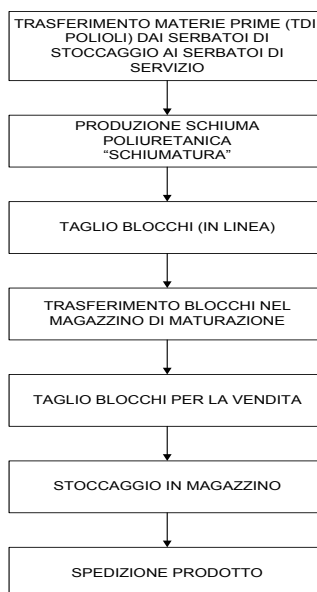 TRASFERIMENTO MATERIE PRIME (TDI
POLIOLI) DAI SERBATOI DI
STOCCAGGIO AI SERBATOI DI
SERVIZIO
PRODUZIONE SCHIUMA
POLIURETANICA
“SCHIUMATURA”
TAGLIO BLOCCHI (IN LINEA)
TRASFERIMENTO BLOCCHI NEL
MAGAZZINO DI MATURAZIONE
TAGLIO BLOCCHI PER LA VENDITA
STOCCAGGIO IN MAGAZZINO
SPEDIZIONE PRODOTTO